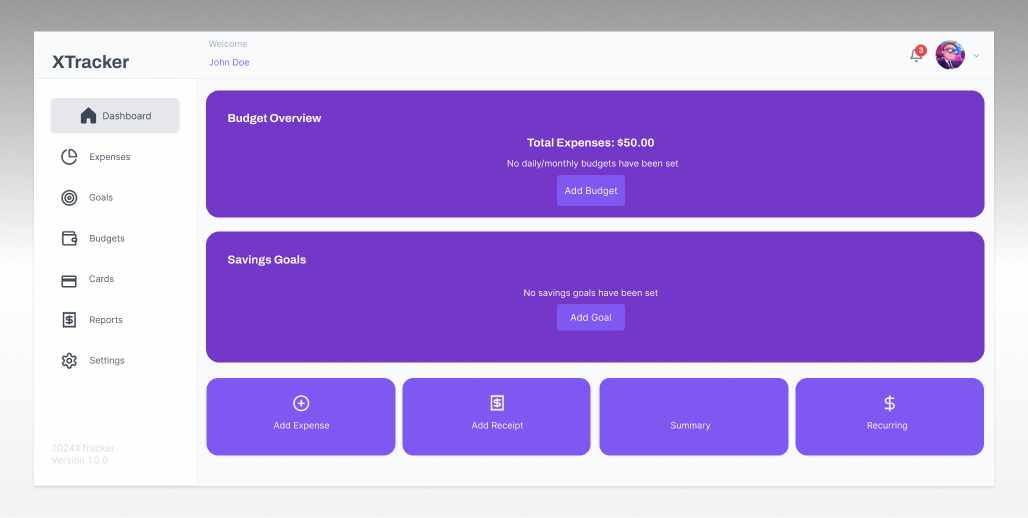 XTracker
Welcome
John Doe
3
Dashboard
Expenses
Goals
Budgets
Cards
Reports
Settings
2024XTracker
Version 1.0.0
Budget Overview
Total Expenses: $50.00
No daily/monthly budgets have been set
Add Budget
Savings Goals
No savings goals have been set
Add Goal
Add Expense
Add Receipt
Summary
Recurring